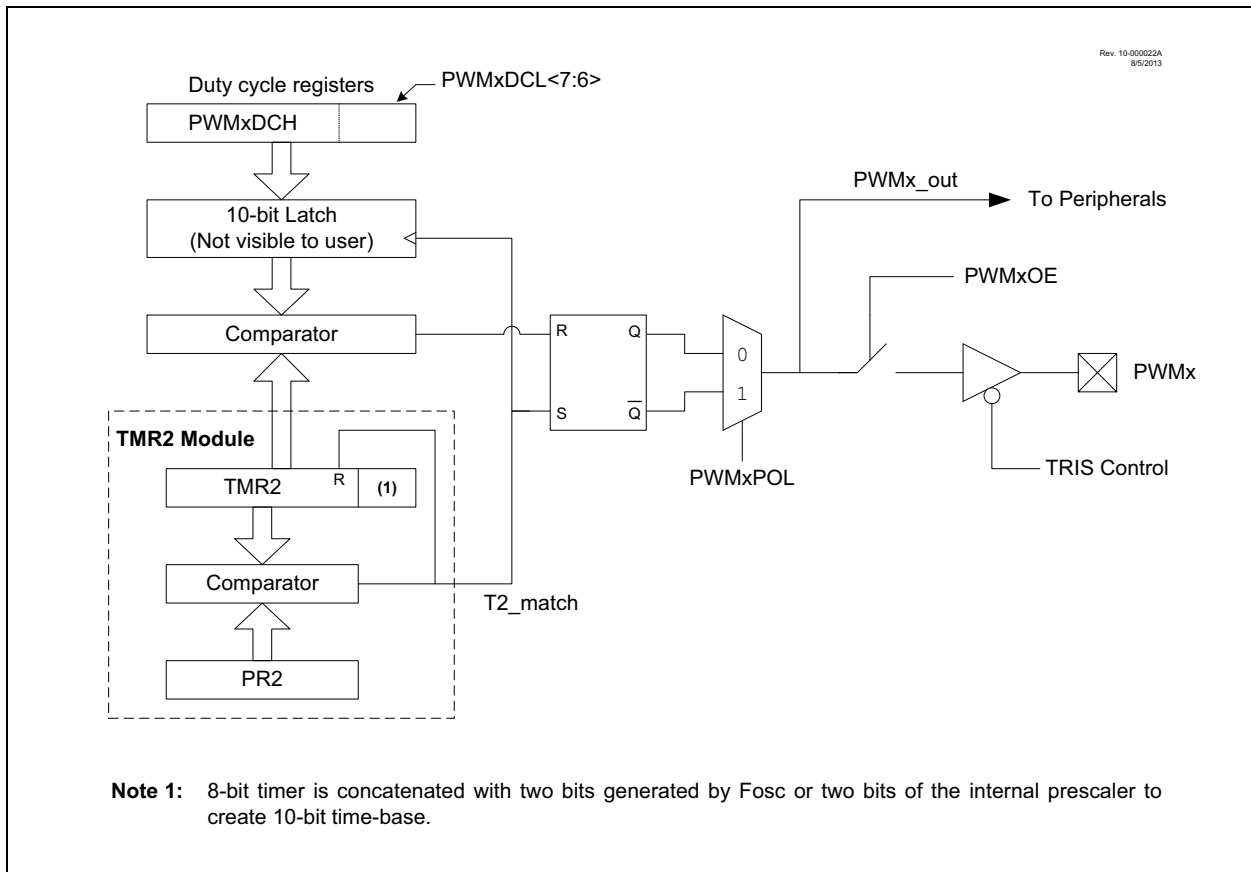 Rev. 10-000022A
8/5/2013
Duty cycle registers
PWMxDCL<7:6>
PWMxDCH
10-bit Latch
(Not visible to user)
Comparator
PWMx_out
To Peripherals
PWMxOE
R
Q
S
Q̅
0
1
PWMxPOL
PWMx
TRIS Control
TMR2 Module
TMR2
R
(1)
Comparator
T2_match
PR2
Note 1: 8-bit timer is concatenated with two bits generated by Fosc or two bits of the internal prescaler to
create 10-bit time-base.